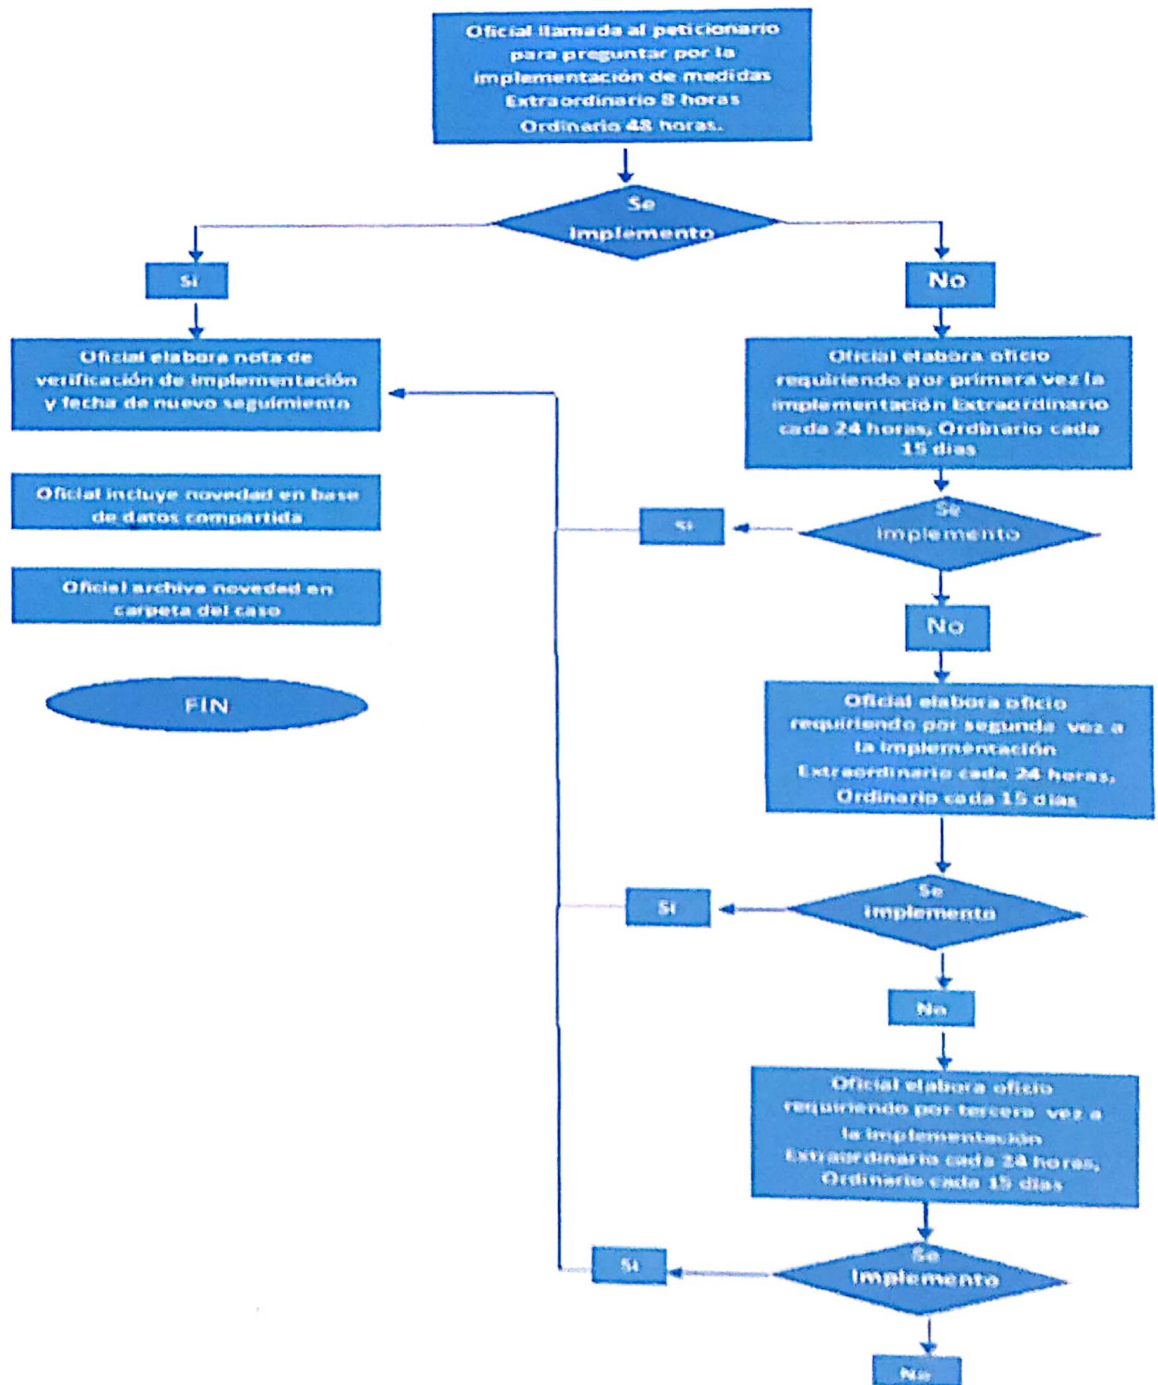 Oficial llamada al peticionario
para preguntar por la
implementación de medidas
Extraordinario 8 horas
Ordinario 48 horas.
Se
Implemento
Si
No
Oficial elabora nota de
verificación de implementación
y fecha de nuevo seguimiento
Oficial elabora oficio
requiriendo por primera vez la
implementación Extraordinario
cada 24 horas, Ordinario cada
15 dias
Oficial incluye novedad en base
de datos compartida
Si
Se
implemento
Oficial archiva novedad en
carpeta del caso
No
FIN
Oficial elabora oficio
requiriendo por segunda vez a
la implementación
Extraordinario cada 24 horas,
Ordinario cada 15 dias
Si
Se
implemento
No
Oficial elabora oficio
requiriendo por tercera vez a
la implementación
Extraordinario cada 24 horas,
Ordinario cada 15 días
Si
Se
Implemento
No